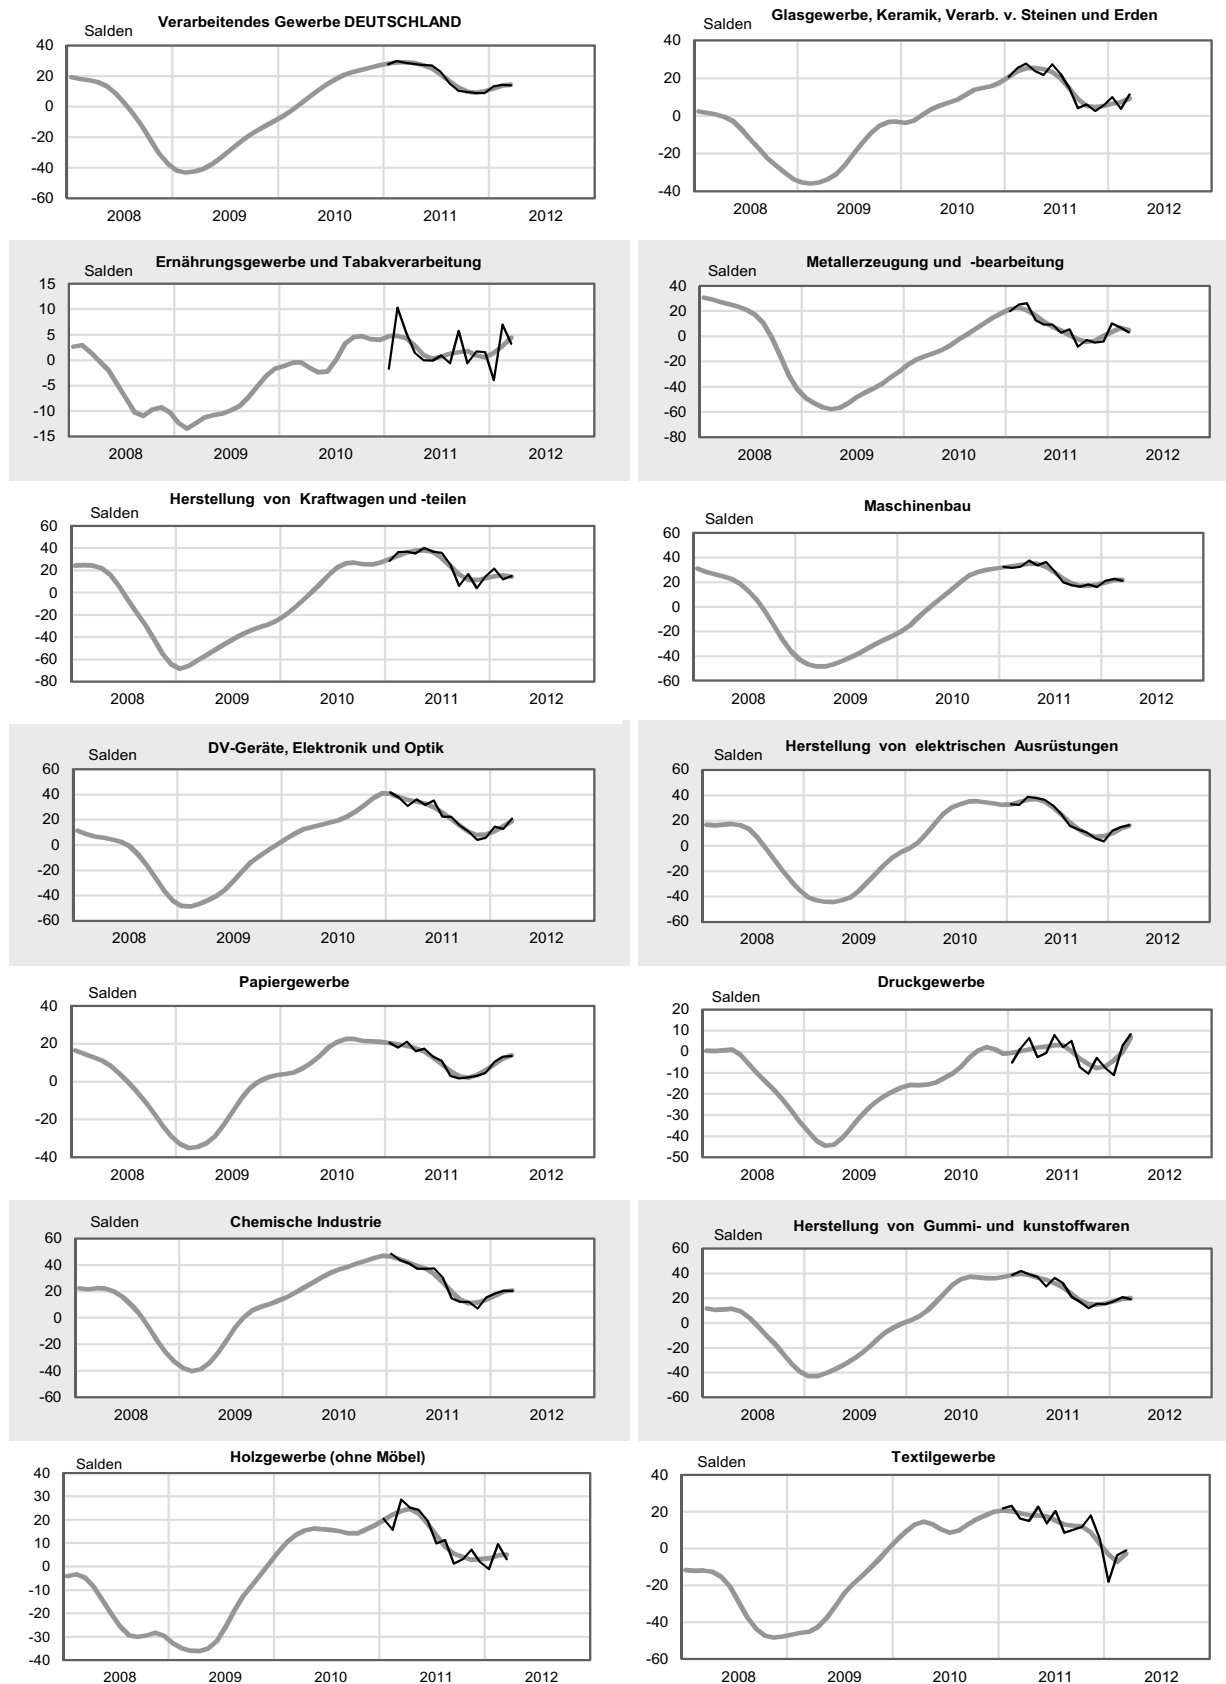 Verarbeitendes Gewerbe DEUTSCHLAND
Salden
40
20
0
-20
-40
-60
2008 2009 2010 2011 2012
Glasgewerbe, Keramik, Verarb. v. Steinen und Erden
Salden
40
20
0
-20
-40
2008 2009 2010 2011 2012
Ernährungsgewerbe und Tabakverarbeitung
Salden
15
10
5
0
-5
-10
-15
2008 2009 2010 2011 2012
Metallerzeugung und -bearbeitung
Salden
40
20
0
-20
-40
-60
-80
2008 2009 2010 2011 2012
Herstellung von Kraftwagen und -teilen
Salden
60
40
20
0
-20
-40
-60
-80
2008 2009 2010 2011 2012
Maschinenbau
Salden
60
40
20
0
-20
-40
-60
2008 2009 2010 2011 2012
DV-Geräte, Elektronik und Optik
Salden
60
40
20
0
-20
-40
-60
2008 2009 2010 2011 2012
Herstellung von elektrischen Ausrüstungen
Salden
60
40
20
0
-20
-40
-60
2008 2009 2010 2011 2012
Papiergewerbe
Salden
40
20
0
-20
-40
2008 2009 2010 2011 2012
Druckgewerbe
Salden
20
10
0
-10
-20
-30
-40
-50
2008 2009 2010 2011 2012
Chemische Industrie
Salden
60
40
20
0
-20
-40
-60
2008 2009 2010 2011 2012
Herstellung von Gummi- und kunstoffwaren
Salden
60
40
20
0
-20
-40
-60
2008 2009 2010 2011 2012
Holzgewerbe (ohne Möbel)
Salden
40
30
20
10
0
-10
-20
-30
-40
2008 2009 2010 2011 2012
Textilgewerbe
Salden
40
20
0
-20
-40
-60
2008 2009 2010 2011 2012